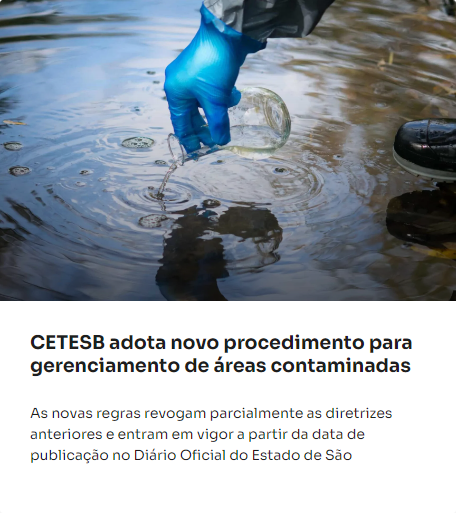 CETESB adota novo procedimento para
gerenciamento de áreas contaminadas
As novas regras revogam parcialmente as diretrizes
anteriores e entram em vigor a partir da data de
publicação no Diário Oficial do Estado de São